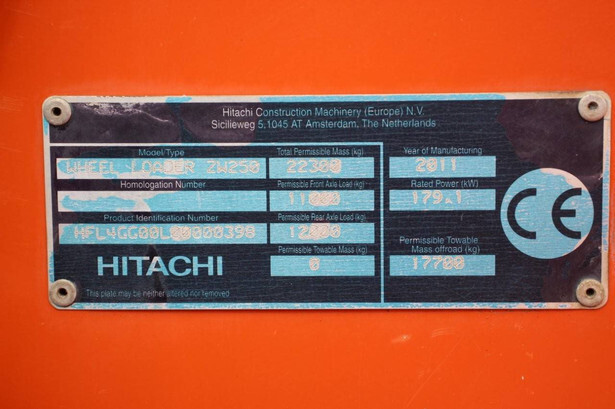 Hitachi Construction Machinery (Europe) N.V.
Sicilieweg 5,1045 AT Amsterdam, The Netherlands
Model/Type
WHEEL LOADER ZW250
Total Permissible Mass (kg)
22300
Year of Manufacturing
2011
Homologation Number
Permissible Front Axle Load (kg)
Rated Power (kW)
Product Identification Number
Permissible Rear Axle Load (kg)
Permissible Towable Mass (kg)
0
Permissible Towable
Mass offroad (kg)
17700
CE
HITACHI
This plate may be neither altered nor removed